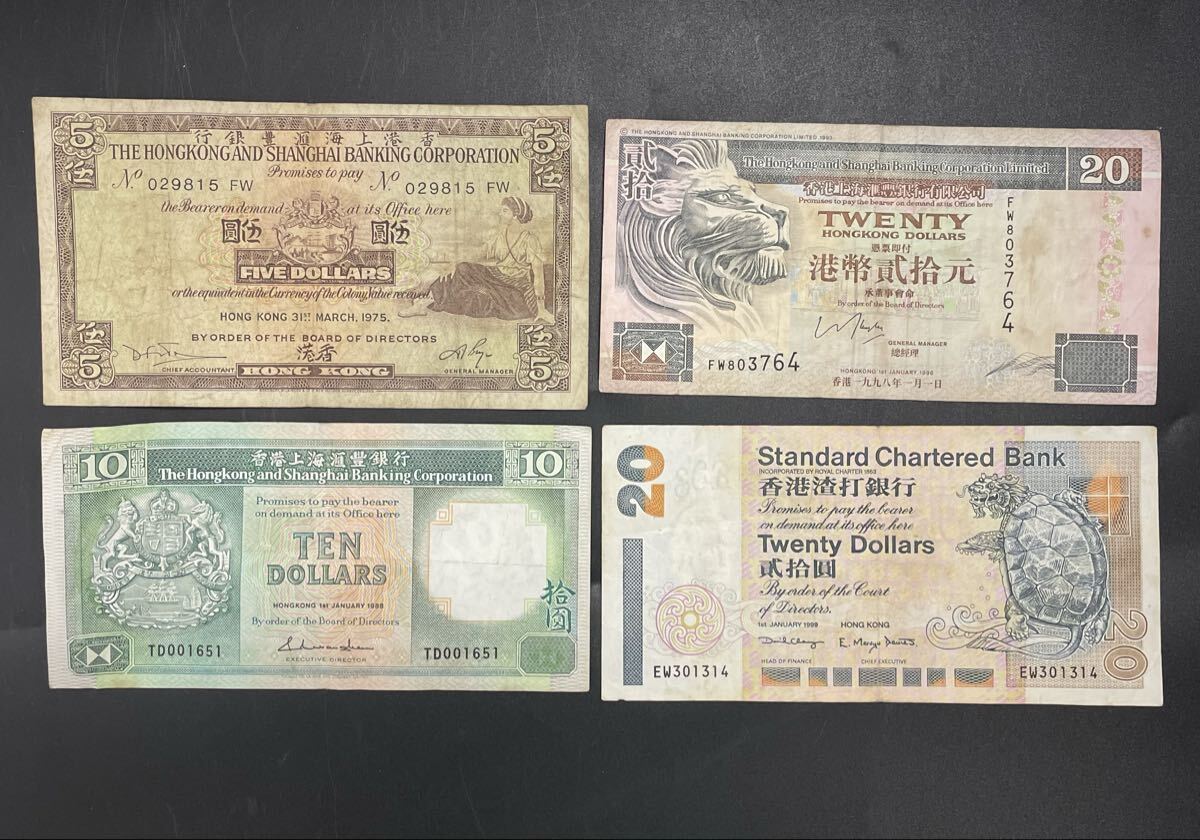 5
5
行銀豐滙海上港香
THE HONGKONG AND SHANGHAI BANKING CORPORATION
伍
伍
Promises to pay
Nº 029815 FW
Nº 029815 FW
the Bearer on demand at its Office here
圓伍
圓伍
FIVE DOLLARS
or the equivalent in the Currency of the Colony Value received.
HONG KONG 31ST MARCH, 1975.
BY ORDER OF THE BOARD OF DIRECTORS
伍
伍
港香
5
5
CHIEF ACCOUNTANT
HONG KONG
GENERAL MANAGER
© THE HONGKONG AND SHANGHAI BANKING CORPORATION LIMITED 1993
貳拾
The Hongkong and Shanghai Banking Corporation Limited
20
香港上海滙豐銀行有限公司
Promises to pay the bearer on demand at its Office here
TWENTY
HONGKONG DOLLARS
憑票即付
港幣貳拾元
承董事會命
By order of the Board of Directors
FW803764
GENERAL MANAGER
總經理
FW803764
HONGKONG 1ST JANUARY, 1998
香港一九九八年一月一日
10
香港上海滙豐銀行
10
The Hongkong and Shanghai Banking Corporation
Promises to pay the bearer
on demand at its Office here
TEN
DOLLARS
HONGKONG 1ST JANUARY 1988
By order of the Board of Directors
拾圓
EXECUTIVE DIRECTOR
TD001651
TD001651
20
Standard Chartered Bank
INCORPORATED BY ROYAL CHARTER 1853
香港渣打銀行
Promises to pay the bearer
on demand at its office here
Twenty Dollars
貳拾圓
By order of the Court
of Directors.
1st JANUARY 1999 HONG KONG
HEAD OF FINANCE
CHIEF EXECUTIVE
EW301314
EW301314
20